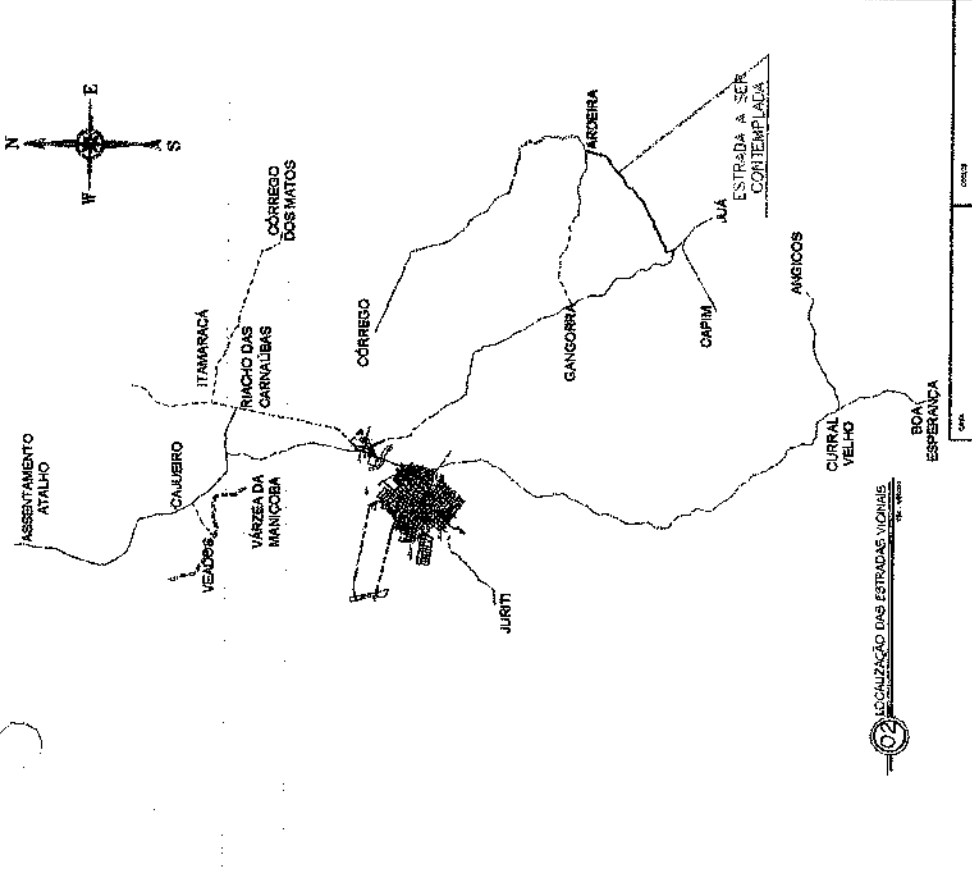 N
W
E
S
ASSENTAMENTO
ATALHO
CAJUEIRO
VEADOS
VÁRZEA DA
MANIÇOBA
ITAMARACÁ
RIACHO DAS
CARNAÚBAS
CÓRREGO
DOS MATOS
CÓRREGO
AROEIRA
ESTRADA A SER
CONTEMPLADA
GANGORRA
JUÁ
CAPIM
JURITI
ANGICOS
CURRAL
VELHO
BOA
ESPERANÇA
02
LOCALIZAÇÃO DAS ESTRADAS VICINAIS